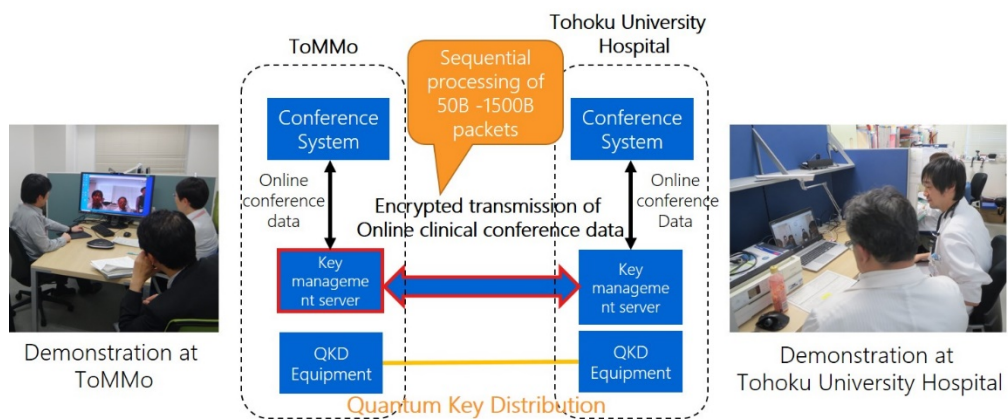 ToMMo
Tohoku University
Hospital
Sequential
processing of
50B -1500B
packets
Conference
System
Conference
System
Online
conference
data
Online
conference
Data
Encrypted transmission of
Online clinical conference data
Key
manageme
nt server
Key
manageme
nt server
QKD
Equipment
QKD
Equipment
Quantum Key Distribution
Demonstration at
ToMMo
Demonstration at
Tohoku University Hospital